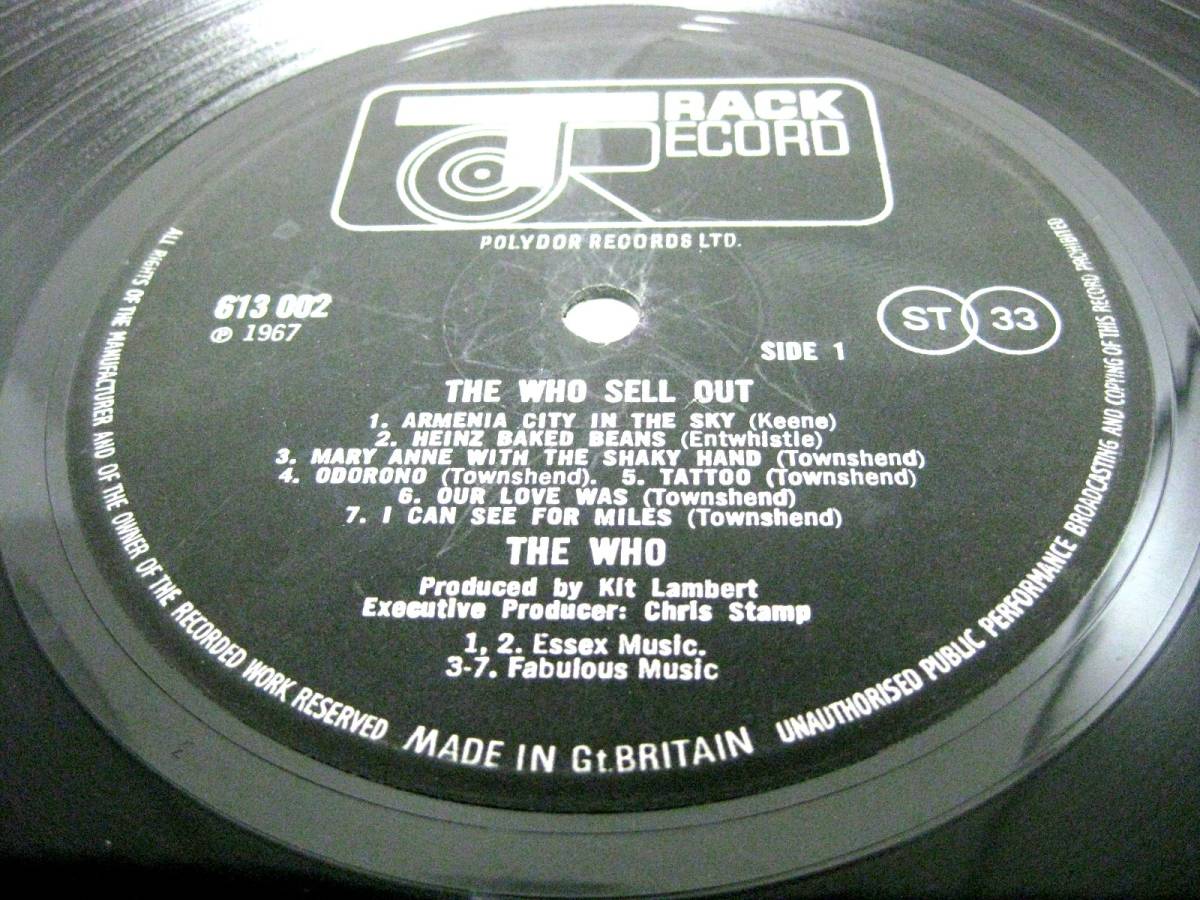 TRACK
RECORD
POLYDOR RECORDS LTD.
613 002
℗ 1967
ST 33
SIDE 1
THE WHO SELL OUT
1. ARMENIA CITY IN THE SKY (Keene)
2. HEINZ BAKED BEANS (Entwhistle)
3. MARY ANNE WITH THE SHAKY HAND (Townshend)
4. ODORONO (Townshend). 5. TATTOO (Townshend)
6. OUR LOVE WAS (Townshend)
7. I CAN SEE FOR MILES (Townshend)
THE WHO
Produced by Kit Lambert
Executive Producer: Chris Stamp
1, 2. Essex Music.
3-7. Fabulous Music
ALL RIGHTS OF THE MANUFACTURER AND OF THE OWNER OF THE RECORDED WORK RESERVED
MADE IN Gt.BRITAIN
UNAUTHORISED PUBLIC PERFORMANCE BROADCASTING AND COPYING OF THIS RECORD PROHIBITED